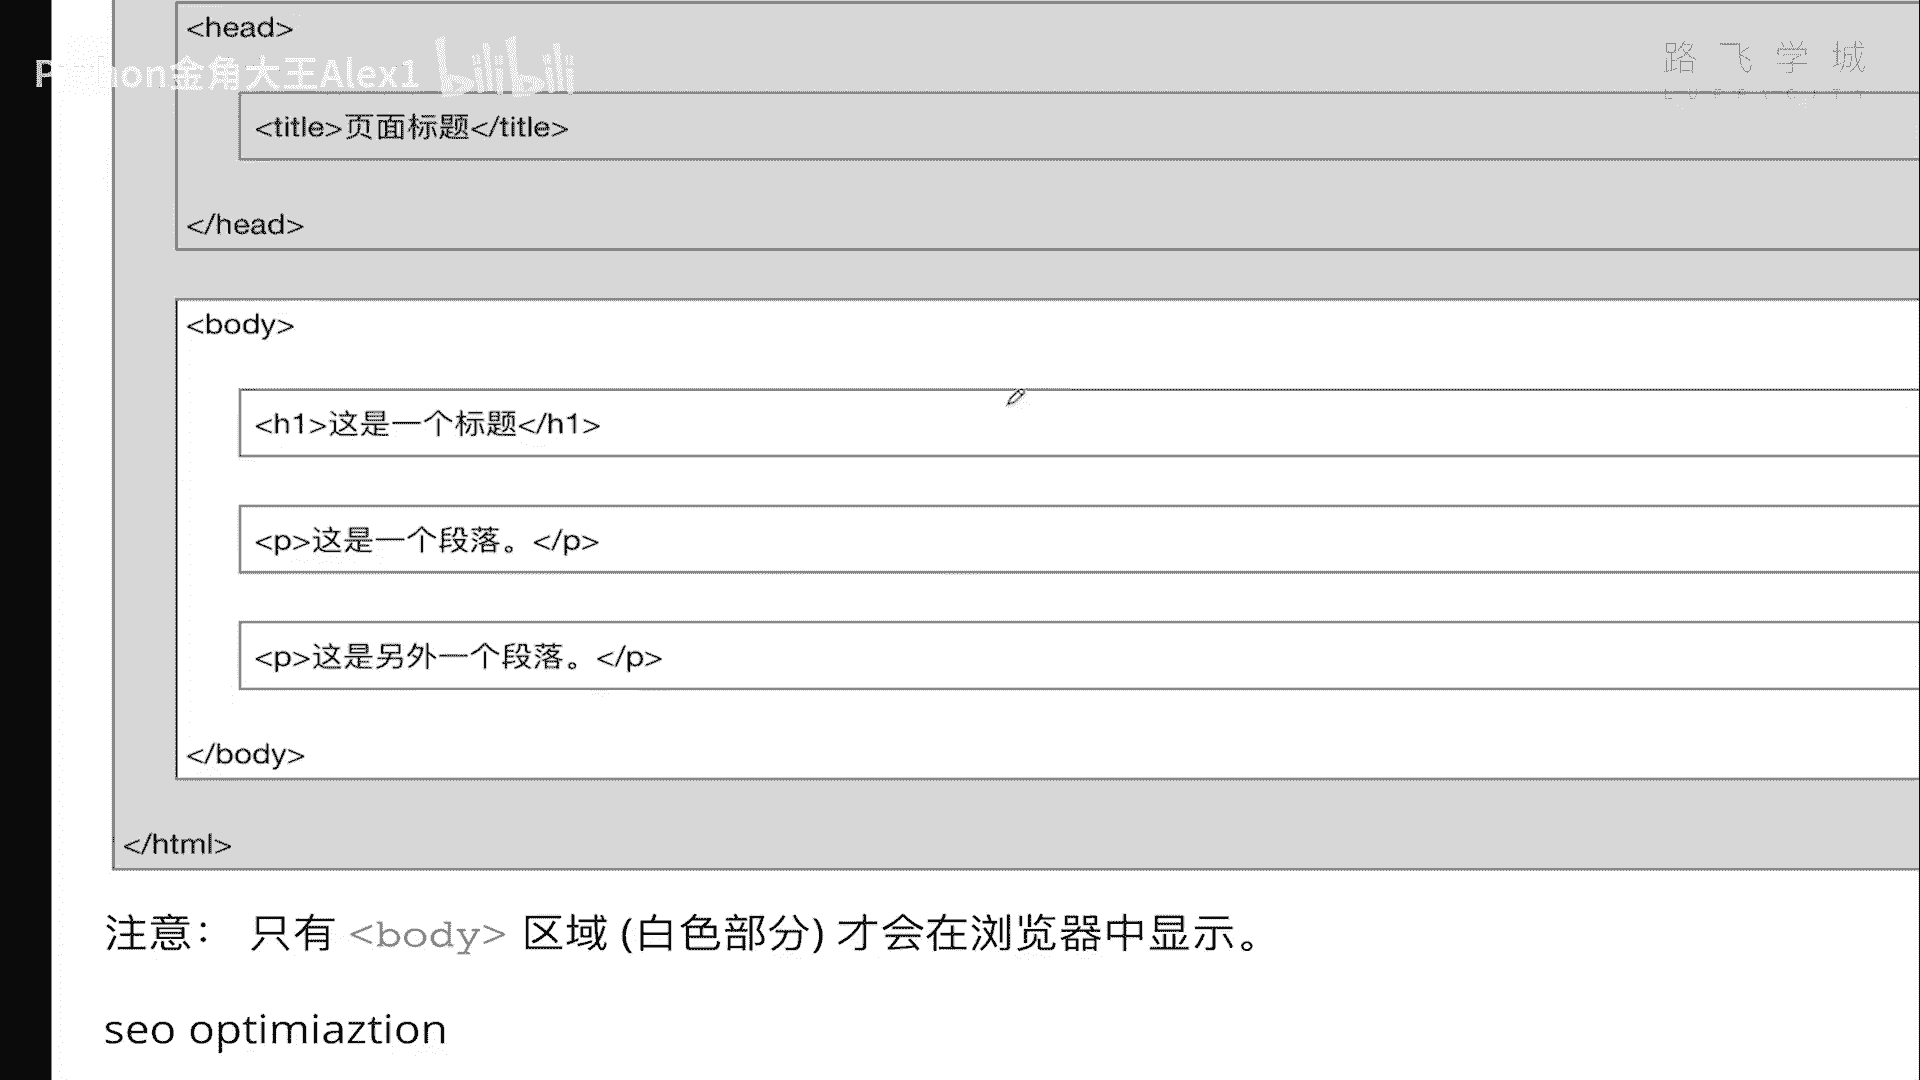 <head>
Python金角大王Alex1 bilibili
路飞学城
<title>页面标题</title>
</head>
<body>
<h1>这是一个标题</h1>
<p>这是一个段落。</p>
<p>这是另外一个段落。</p>
</body>
</html>
注意： 只有 <body> 区域 (白色部分) 才会在浏览器中显示。
seo optimiaztion